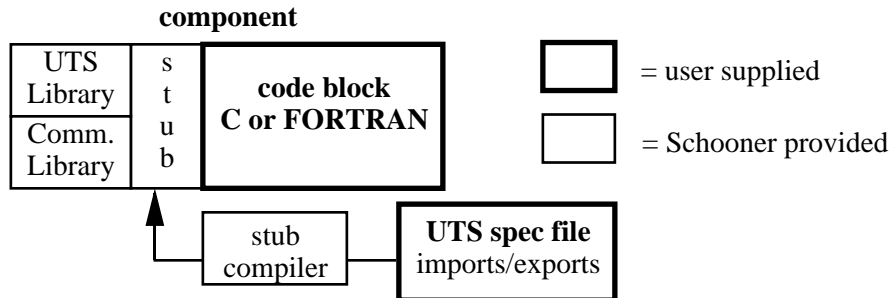 component
UTS
Library
Comm.
Library
s
t
u
b
code block
C or FORTRAN
= user supplied
= Schooner provided
stub
compiler
UTS spec file
imports/exports